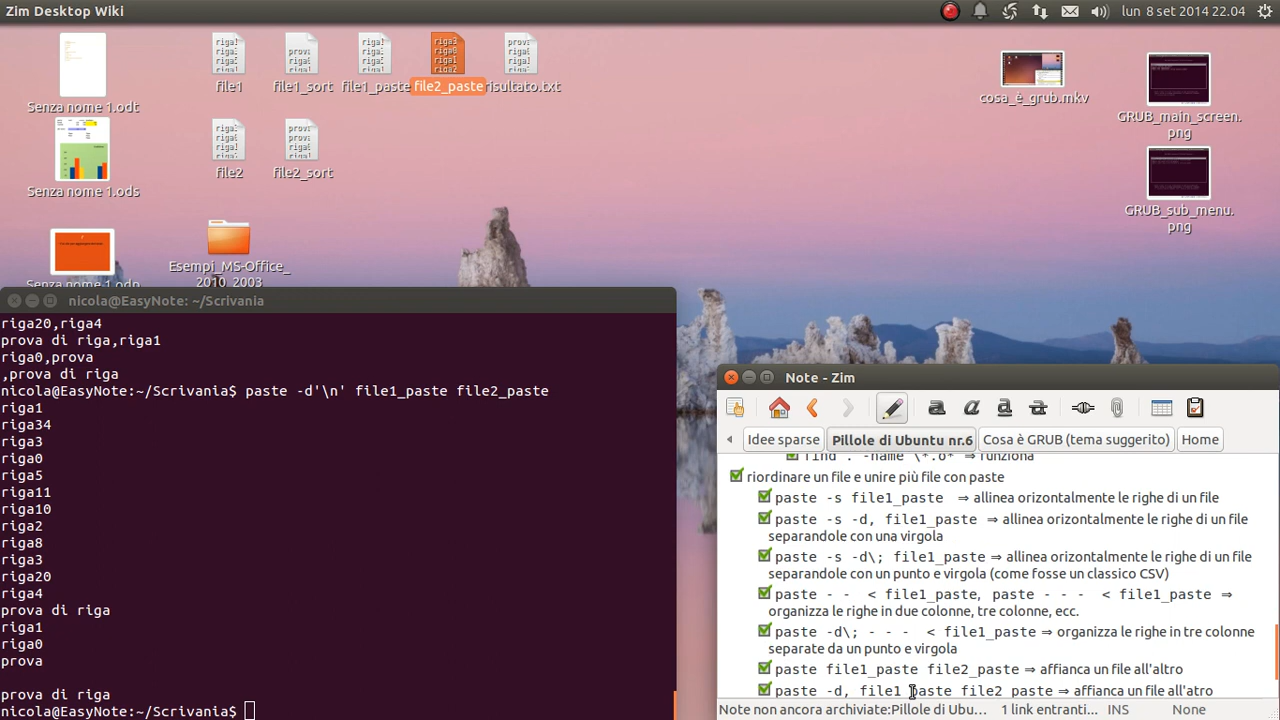 Zim Desktop Wiki
lun 8 set 2014 22.04
Senza nome 1.odt
file1
file1_sort
file1_paste
file2_paste
risultato.txt
cosa_è_grub.mkv
GRUB_main_screen.
png
Senza nome 1.ods
file2
file2_sort
GRUB_sub_menu.
png
Senza nome 1.odp
Esempi_MS-Office_
2010_2003
nicola@EasyNote: ~/Scrivania
riga20,riga4
prova di riga,riga1
riga0,prova
,prova di riga
nicola@EasyNote:~/Scrivania$ paste -d'\n' file1_paste file2_paste
riga1
riga34
riga3
riga0
riga5
riga11
riga10
riga2
riga8
riga3
riga20
riga4
prova di riga
riga1
riga0
prova
prova di riga
nicola@EasyNote:~/Scrivania$
Note - Zim
Idee sparse
Pillole di Ubuntu nr.6
Cosa è GRUB (tema suggerito)
Home
find . -name \*.o* ⇒ funziona
riordinare un file e unire più file con paste
paste -s file1_paste ⇒ allinea orizontalmente le righe di un file
paste -s -d, file1_paste ⇒ allinea orizontalmente le righe di un file
separandole con una virgola
paste -s -d\; file1_paste ⇒ allinea orizontalmente le righe di un file
separandole con un punto e virgola (come fosse un classico CSV)
paste - - < file1_paste, paste - - - < file1_paste ⇒
organizza le righe in due colonne, tre colonne, ecc.
paste -d\; - - - < file1_paste ⇒ organizza le righe in tre colonne
separate da un punto e virgola
paste file1_paste file2_paste ⇒ affianca un file all'altro
paste -d, file1_paste file2_paste ⇒ affianca un file all'atro
Note non ancora archiviate:Pillole di Ubu...
1 link entranti...
INS
None